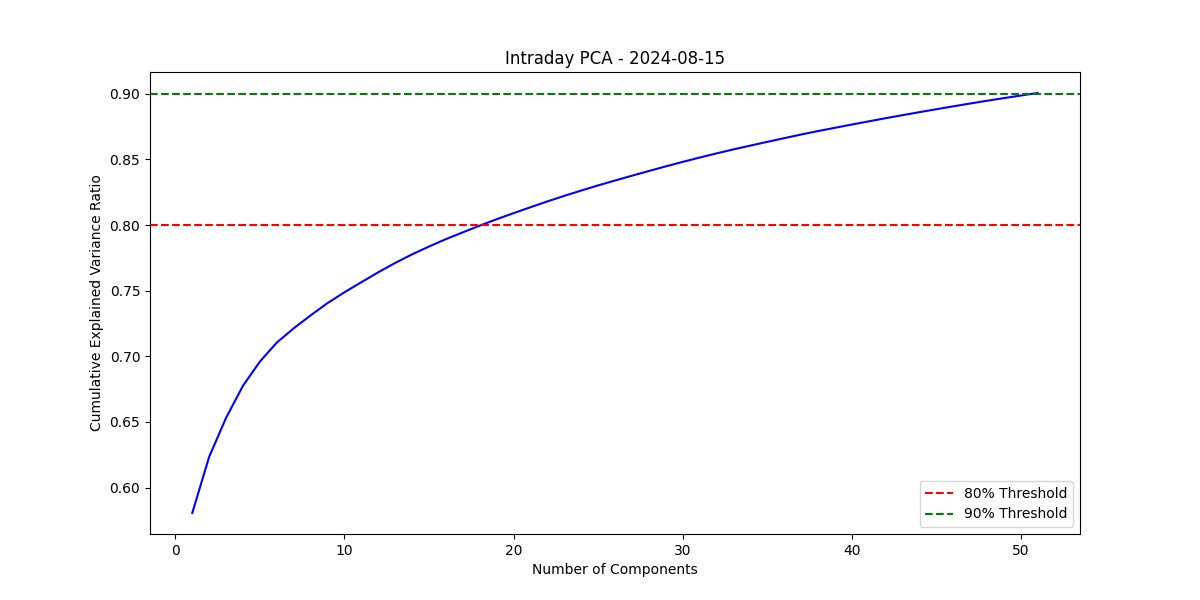 Intraday PCA - 2024-08-15
Cumulative Explained Variance Ratio
0.90
0.85
0.80
0.75
0.70
0.65
0.60
80% Threshold
90% Threshold
0 10 20 30 40 50
Number of Components